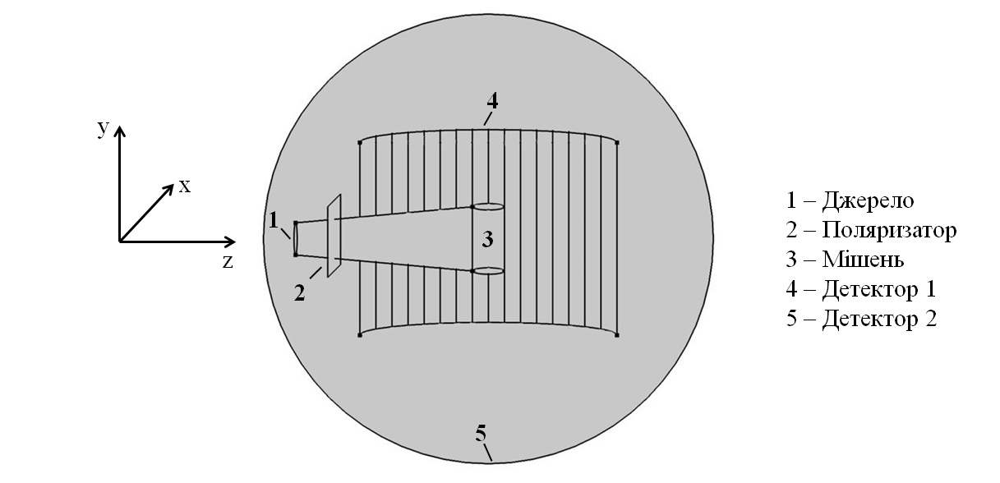 4
y
x
1
3
z
2
5
1 – Джерело
2 – Поляризатор
3 – Мішень
4 – Детектор 1
5 – Детектор 2